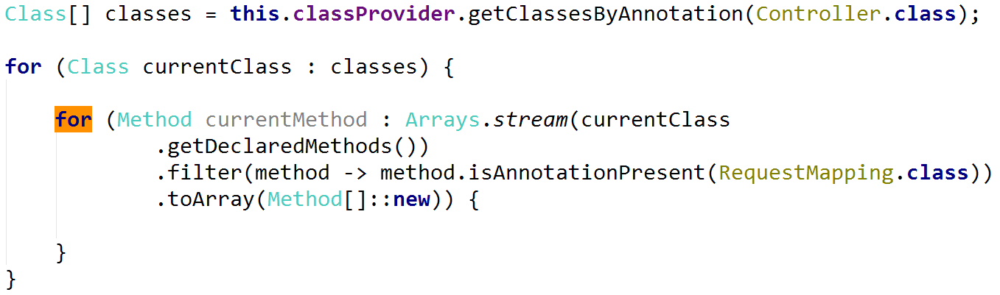 Class[] classes = this.classProvider.getClassesByAnnotation(Controller.class);
for (Class currentClass : classes) {
for (Method currentMethod : Arrays.stream(currentClass
.getDeclaredMethods())
.filter(method -> method.isAnnotationPresent(RequestMapping.class))
.toArray(Method[]::new)) {
}
}